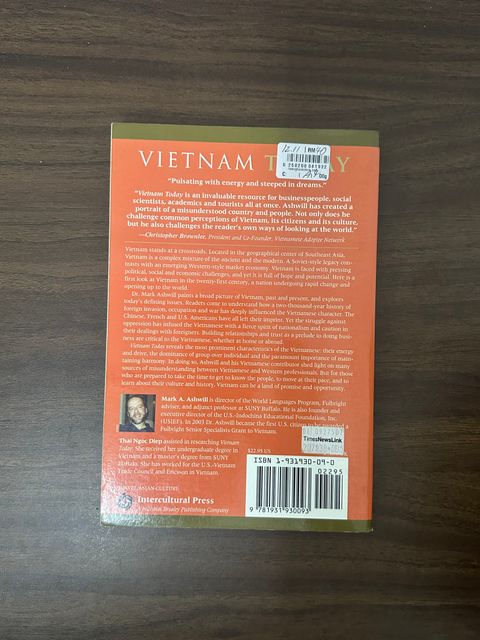 VIETNAM T AY
"Pulsating with energy and steeped in dreams."
"Vietnam Today is an invaluable resource for businesspeople, social
scientists, academics and tourists all at once. Ashwill has created a
portrait of a misunderstood country and people. Not only does he
challenge common perceptions of Vietnam, its citizens and its culture,
but he also challenges the reader's own ways of looking at the world."
—Christopher Brownlee, President and Co-Founder, Vietnamese Adoptee Network
Vietnam stands at a crossroads. Located in the geographical center of Southeast Asia,
Vietnam is a complex mixture of the ancient and the modern. A Soviet-style legacy con-
trasts with an emerging Western-style market economy. Vietnam is faced with pressing
political, social and economic challenges, and yet it is full of hope and potential. Here is a
first look at Vietnam in the twenty-first century, a nation undergoing rapid change and
opening up to the world.
Dr. Mark Ashwill paints a broad picture of Vietnam, past and present, and explores
today's defining issues. Readers come to understand how a two-thousand-year history of
foreign invasion, occupation and war has deeply influenced the Vietnamese character. The
Chinese, French and U.S. Americans have all left their imprint. Yet the struggle against
oppression has infused the Vietnamese with a fierce spirit of nationalism and caution in
their dealings with foreigners. Building relationships and trust as a prelude to doing busi-
ness are critical to the Vietnamese, whether at home or abroad.
Vietnam Today reveals the most prominent characteristics of the Vietnamese: their energy
and drive, the dominance of group over individual and the paramount importance of main-
taining harmony. In doing so, Ashwill and his Vietnamese contributor shed light on many
sources of misunderstanding between Vietnamese and Western professionals. But for those
who are prepared to take the time to get to know the people, to move at their pace, and to
learn about their culture and history, Vietnam can be a land of promise and opportunity.
Mark A. Ashwill is director of the World Languages Program, Fulbright
adviser, and adjunct professor at SUNY Buffalo. He is also founder and
executive director of the U.S.-Indochina Educational Foundation, Inc.
(USIEF). In 2003 Dr. Ashwill became the first U.S. citizen to be awarded a
Fulbright Senior Specialists Grant to Vietnam.
Thai Ngoc Diep assisted in researching Vietnam
Today. She received her undergraduate degree in
Vietnam and a master's degree from SUNY
Buffalo. She has worked for the U.S.-Vietnam
Trade Council and Ericsson in Vietnam.
TimesNewsLink
$22.95 US
ISBN 1-931930-09-0
02295
9 781931 930093
TRAVEL/ASIAN CULTURE
Intercultural Press
A Nicholas Brealey Publishing Company